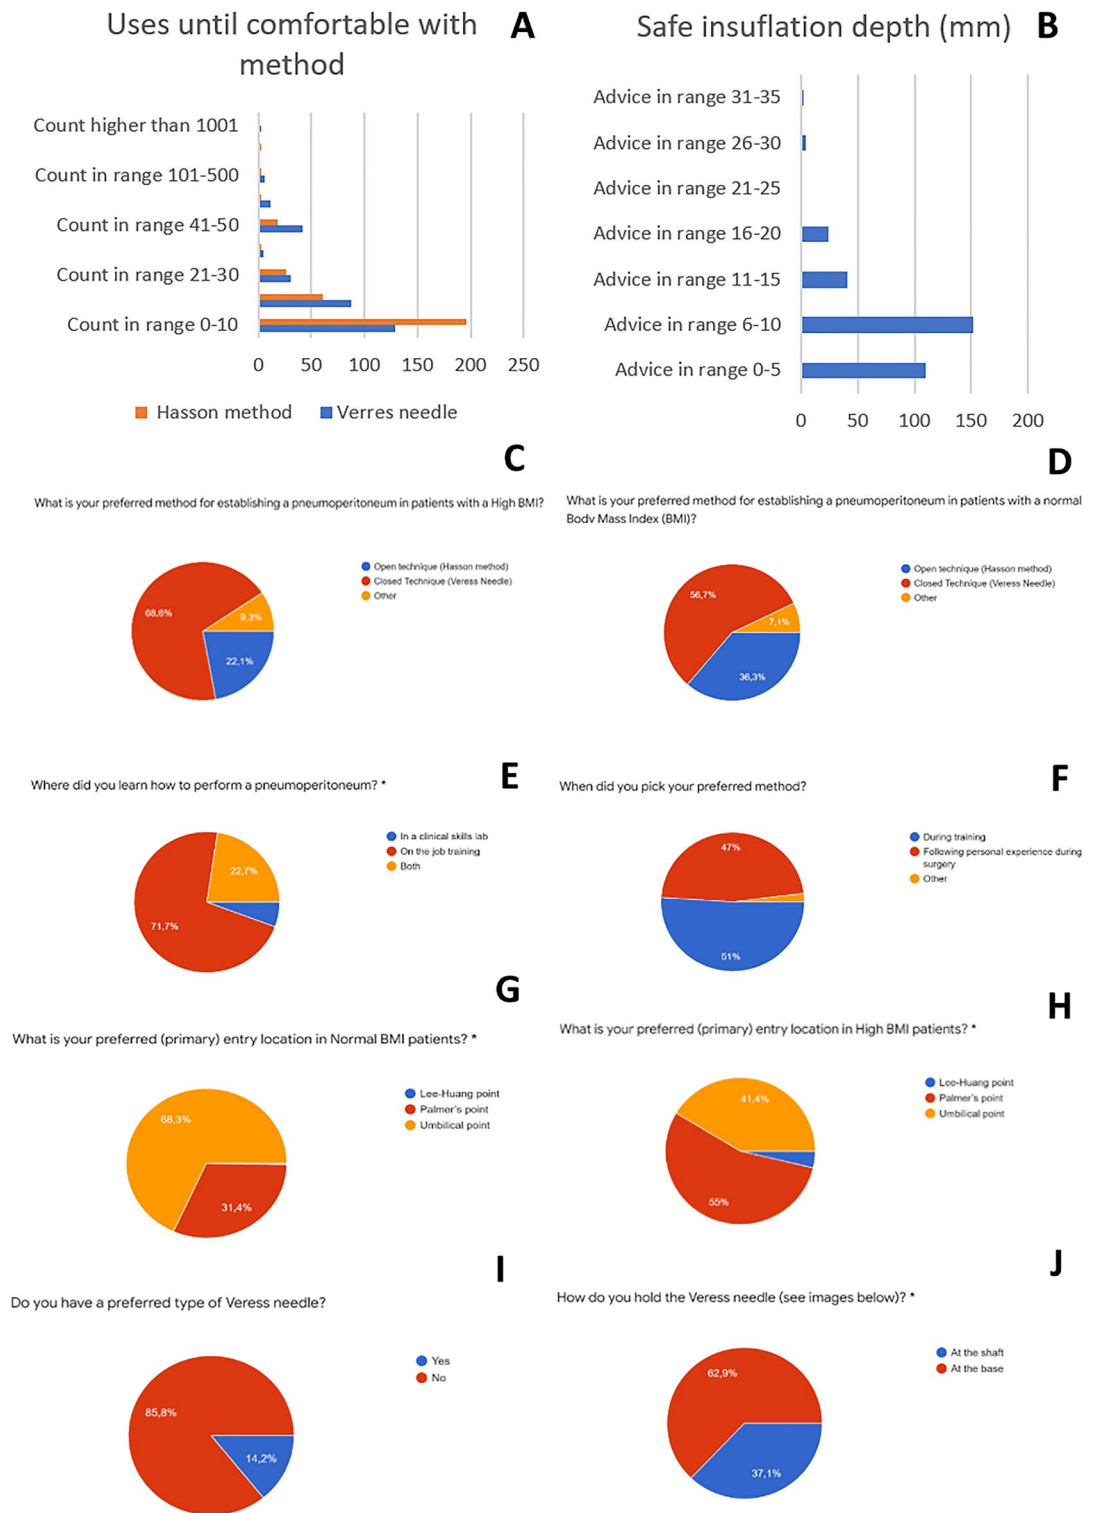 Uses until comfortable with
method
A
Count higher than 1001
Count in range 101-500
Count in range 41-50
Count in range 21-30
Count in range 0-10
0 50 100 150 200 250
Hasson method Verres needle
Safe insuflation depth (mm)
B
Advice in range 31-35
Advice in range 26-30
Advice in range 21-25
Advice in range 16-20
Advice in range 11-15
Advice in range 6-10
Advice in range 0-5
0 50 100 150 200
C
What is your preferred method for establishing a pneumoperitoneum in patients with a High BMI?
Open technique (Hasson method)
Closed Technique (Veress Needle)
Other
68,6%
9,3%
22,1%
D
What is your preferred method for establishing a pneumoperitoneum in patients with a normal
Body Mass Index (BMI)?
Open technique (Hasson method)
Closed Technique (Veress Needle)
Other
56,7%
7,1%
36,3%
E
Where did you learn how to perform a pneumoperitoneum? *
In a clinical skills lab
On the job training
Both
22,7%
71,7%
F
When did you pick your preferred method?
During training
Following personal experience during
surgery
Other
47%
51%
G
What is your preferred (primary) entry location in Normal BMI patients? *
Lee-Huang point
Palmer's point
Umbilical point
68,3%
31,4%
H
What is your preferred (primary) entry location in High BMI patients? *
Lee-Huang point
Palmer's point
Umbilical point
41,4%
55%
I
Do you have a preferred type of Veress needle?
Yes
No
85,8%
14,2%
J
How do you hold the Veress needle (see images below)? *
At the shaft
At the base
62,9%
37,1%